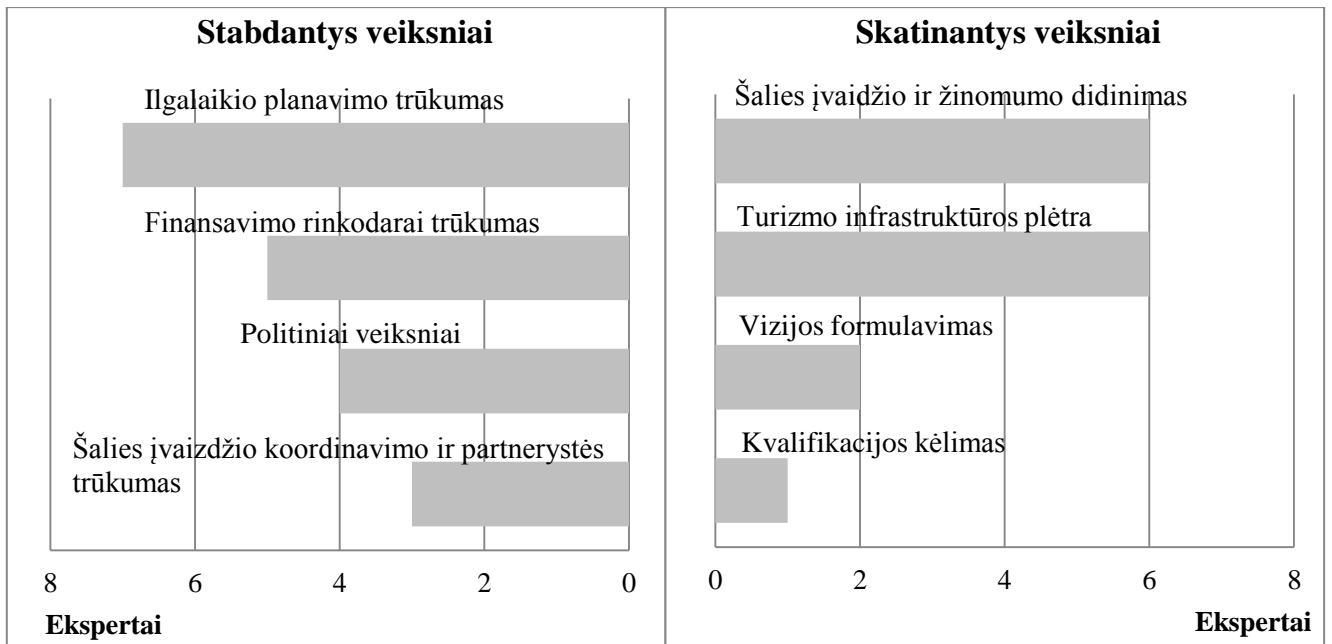 Stabdantys veiksniai
Ilgalaikio planavimo trūkumas
Finansavimo rinkodarai trūkumas
Politiniai veiksniai
Šalies įvaizdžio koordinavimo ir partnerystės
trūkumas
8 6 4 2 0
Ekspertai
Skatinantys veiksniai
Šalies įvaidžio ir žinomumo didinimas
Turizmo infrastruktūros plėtra
Vizijos formulavimas
Kvalifikacijos kėlimas
0 2 4 6 8
Ekspertai